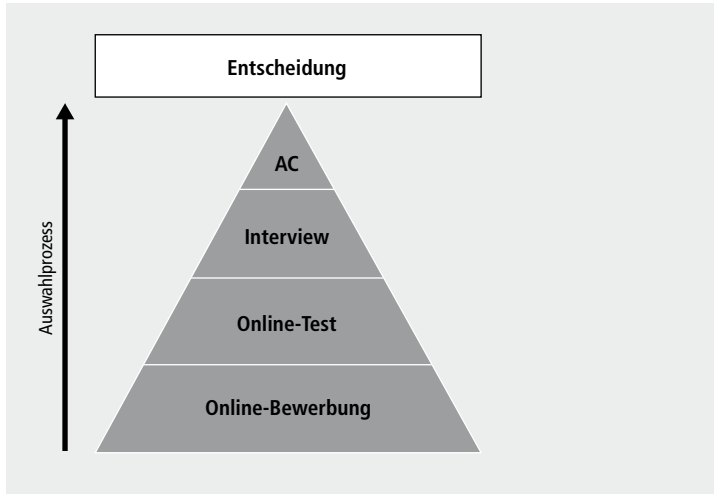 Entscheidung
AC
Interview
Online-Test
Online-Bewerbung
Auswahlprozess